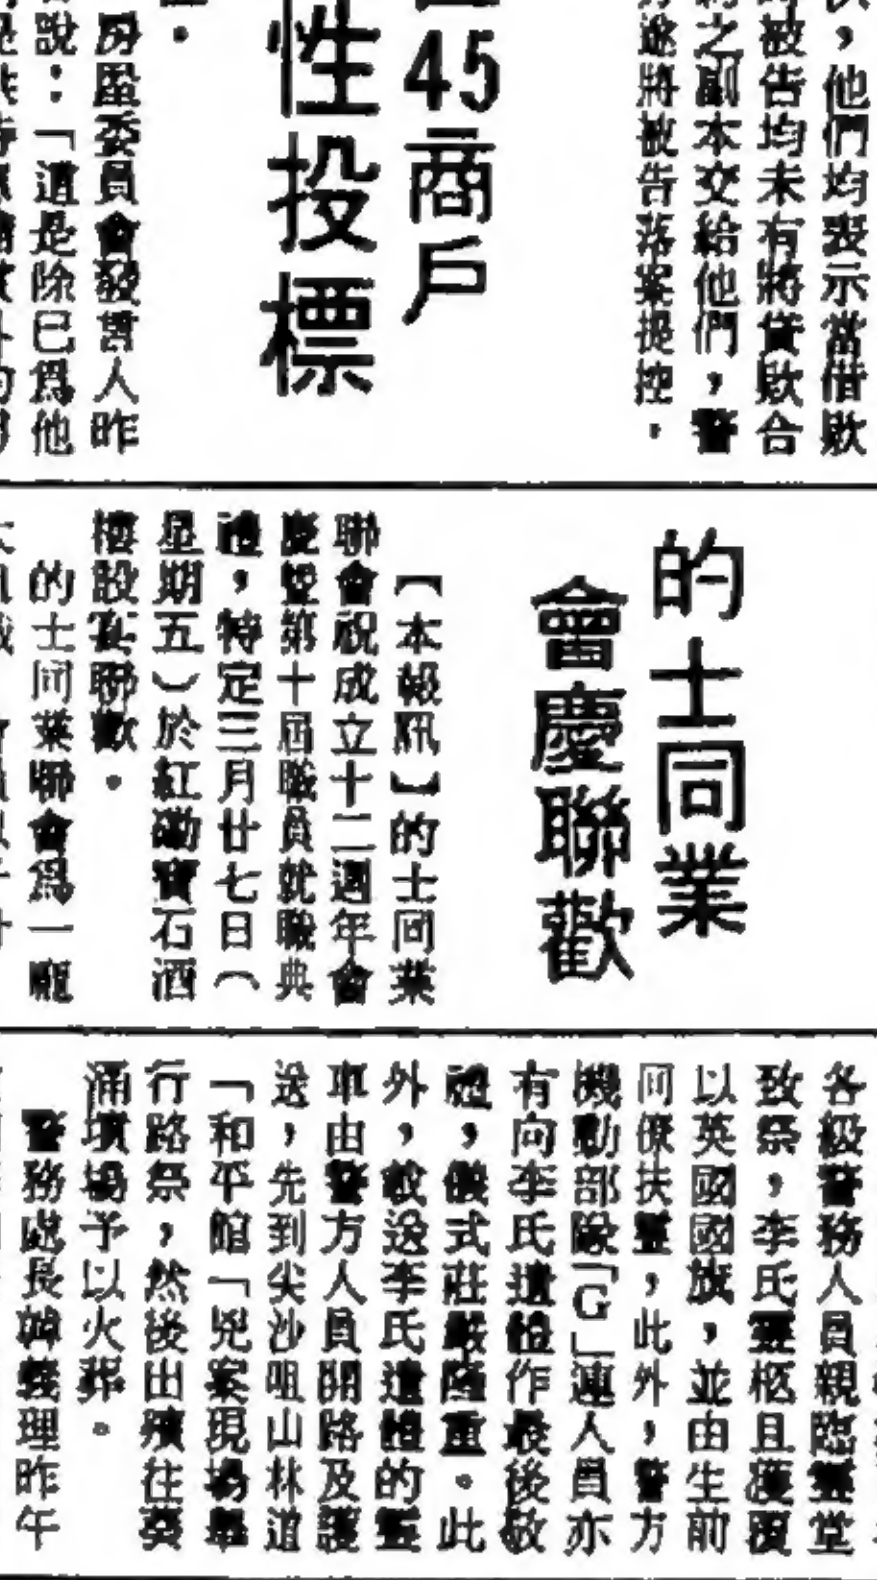 他們均表示當借款
被告均未有將貸款合
之副本交給他們，警
遂將被告落案提控．
45商戶
性投標
房屋委員會發言人昨
說：「這是除已爲他
的士同業
會慶聯歡
【本報訊】的士同業
聯會祝成立十二週年會
慶暨第十屆職員就職典
禮，特定三月廿七日（
星期五）於紅磡寶石酒
樓設宴聯歡．
的士同業聯會爲一龐
各級警務人員親臨靈堂
致祭，李氏靈柩且獲覆
以英國國旗，並由生前
同僚扶靈，此外，警方
機動部隊「G」連人員亦
有向李氏遺體作最後敬
禮，儀式莊嚴隆重。此
外，載送李氏遺體的靈
車由警方人員開路及護
送，先到尖沙咀山林道
「和平館「兇案現場舉
行路祭，然後出殯往葵
涌墳場予以火葬。
警務處長韓義理昨午